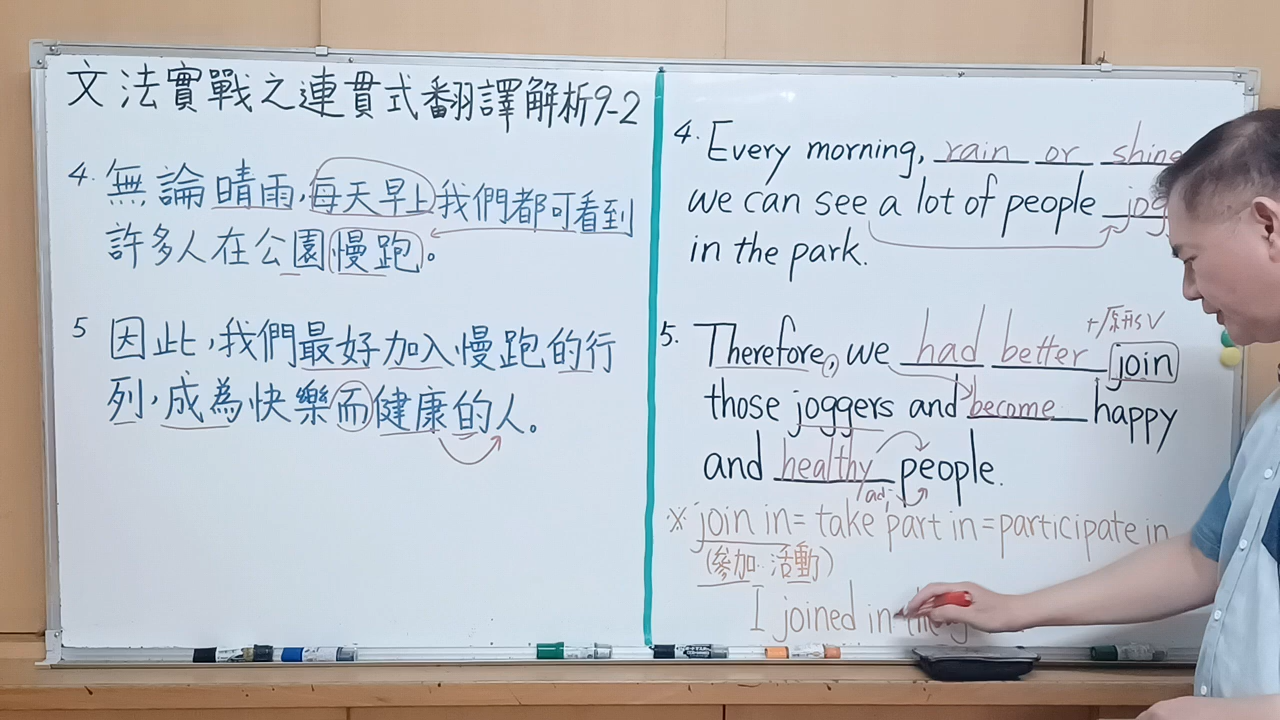 文法實戰之連貫式翻譯解析9-2
4. 無論晴雨,每天早上我們都可看到
許多人在公園慢跑。
5 因此,我們最好加入慢跑的行
列,成為快樂而健康的人。
4. Every morning, rain or shine
we can see a lot of people
in the park.
+原形V
5. Therefore, we had better join
those joggers and become happy
and healthy people.
adj
※ join in = take part in = participate in
(參加..活動)
I joined in the